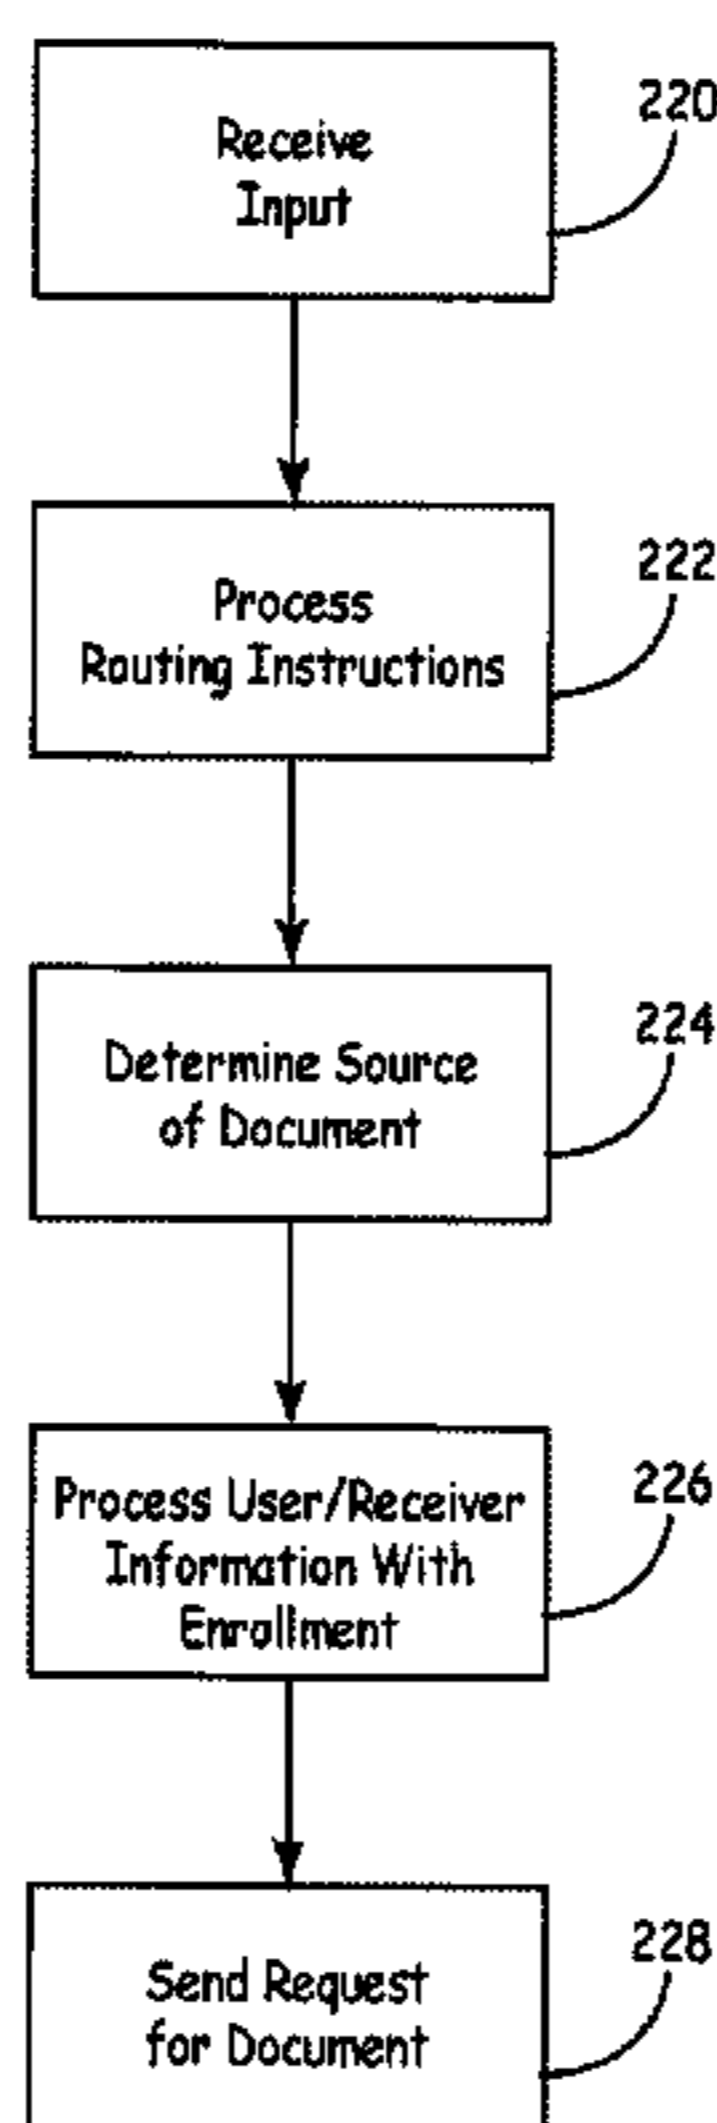 Receive
Input
220
Process
Routing Instructions
222
Determine Source
of Document
224
Process User/Receiver
Information With
Enrollment
226
Send Request
for Document
228